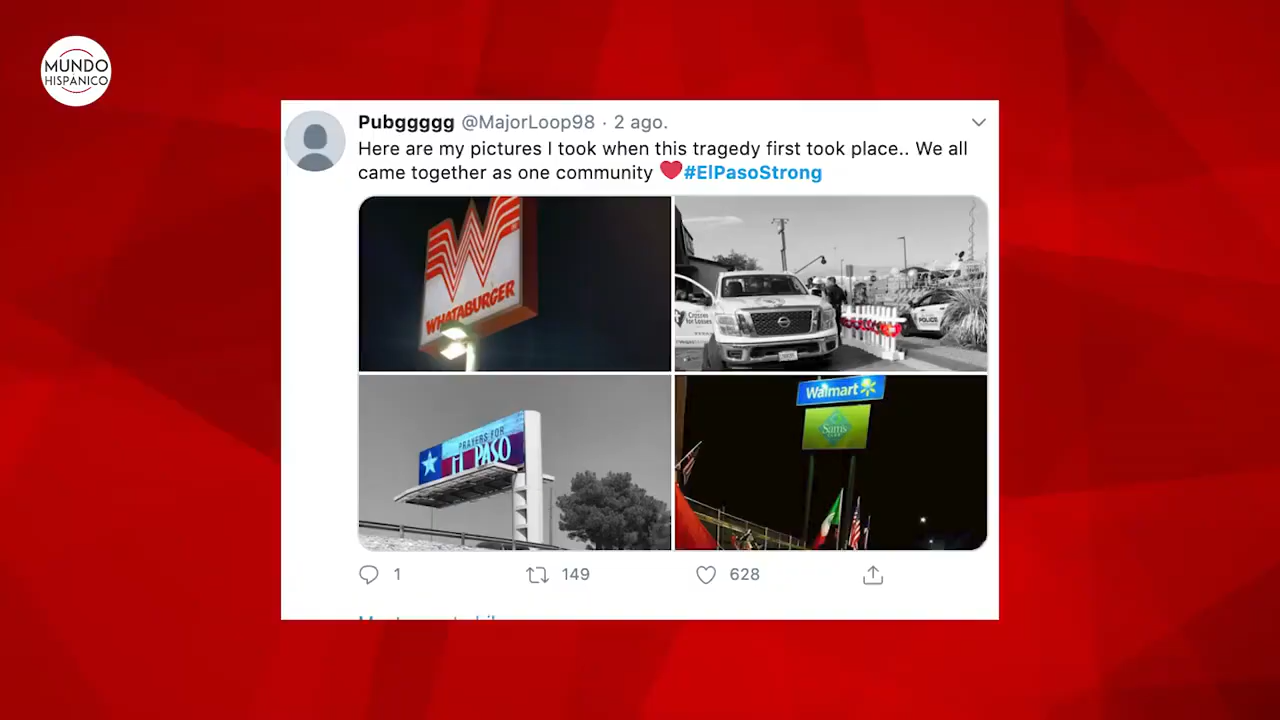 MUNDO
HISPANICO
Pubggggg @MajorLoop98 · 2 ago.
Here are my pictures I took when this tragedy first took place.. We all
came together as one community ❤️#ElPasoStrong
WHATABURGER
Crosses
for Losses
POLICE
PRAYERS FOR
EL PASO
Walmart
Sam's
CLUB
1 149 628